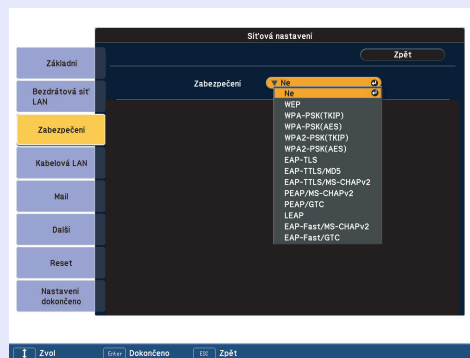 Síťová nastavení
Zpět
Základní
Bezdrátová síť
LAN
Zabezpečení
Kabelová LAN
Mail
Další
Reset
Nastavení
dokončeno
Zabezpečení
Ne
Ne
WEP
WPA-PSK(TKIP)
WPA-PSK(AES)
WPA2-PSK(TKIP)
WPA2-PSK(AES)
EAP-TLS
EAP-TTLS/MD5
EAP-TTLS/MS-CHAPv2
PEAP/MS-CHAPv2
PEAP/GTC
LEAP
EAP-Fast/MS-CHAPv2
EAP-Fast/GTC
Zvol Enter Dokončeno ESC Zpět